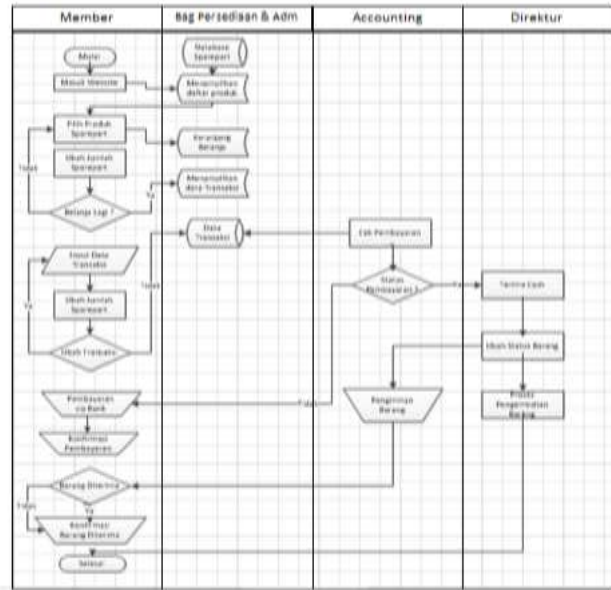 Member
Bag Persediaan & Adm
Accounting
Direktur
Mulai
Database
Sparepart
Masuk Website
Menampilkan
daftar produk
Pilih Produk
Sparepart
Keranjang
Belanja
Ubah Jumlah
Sparepart
Tidak
Ya
Menampilkan
data Transaksi
Belanja Lagi ?
Data
Transaksi
Cek Pembayaran
Input Data
Transaksi
Status
Pembayaran ?
Ya
Terima Cash
Ubah Jumlah
Sparepart
Ya
Tidak
Ubah Transaksi
Ubah Status Barang
Pembayaran
via Bank
Tidak
Pengiriman
Barang
Proses
Barang
Konfirmasi
Pembayaran
Barang Diterima
Tidak
Ya
Konfirmasi
Barang Diterima
Selesai